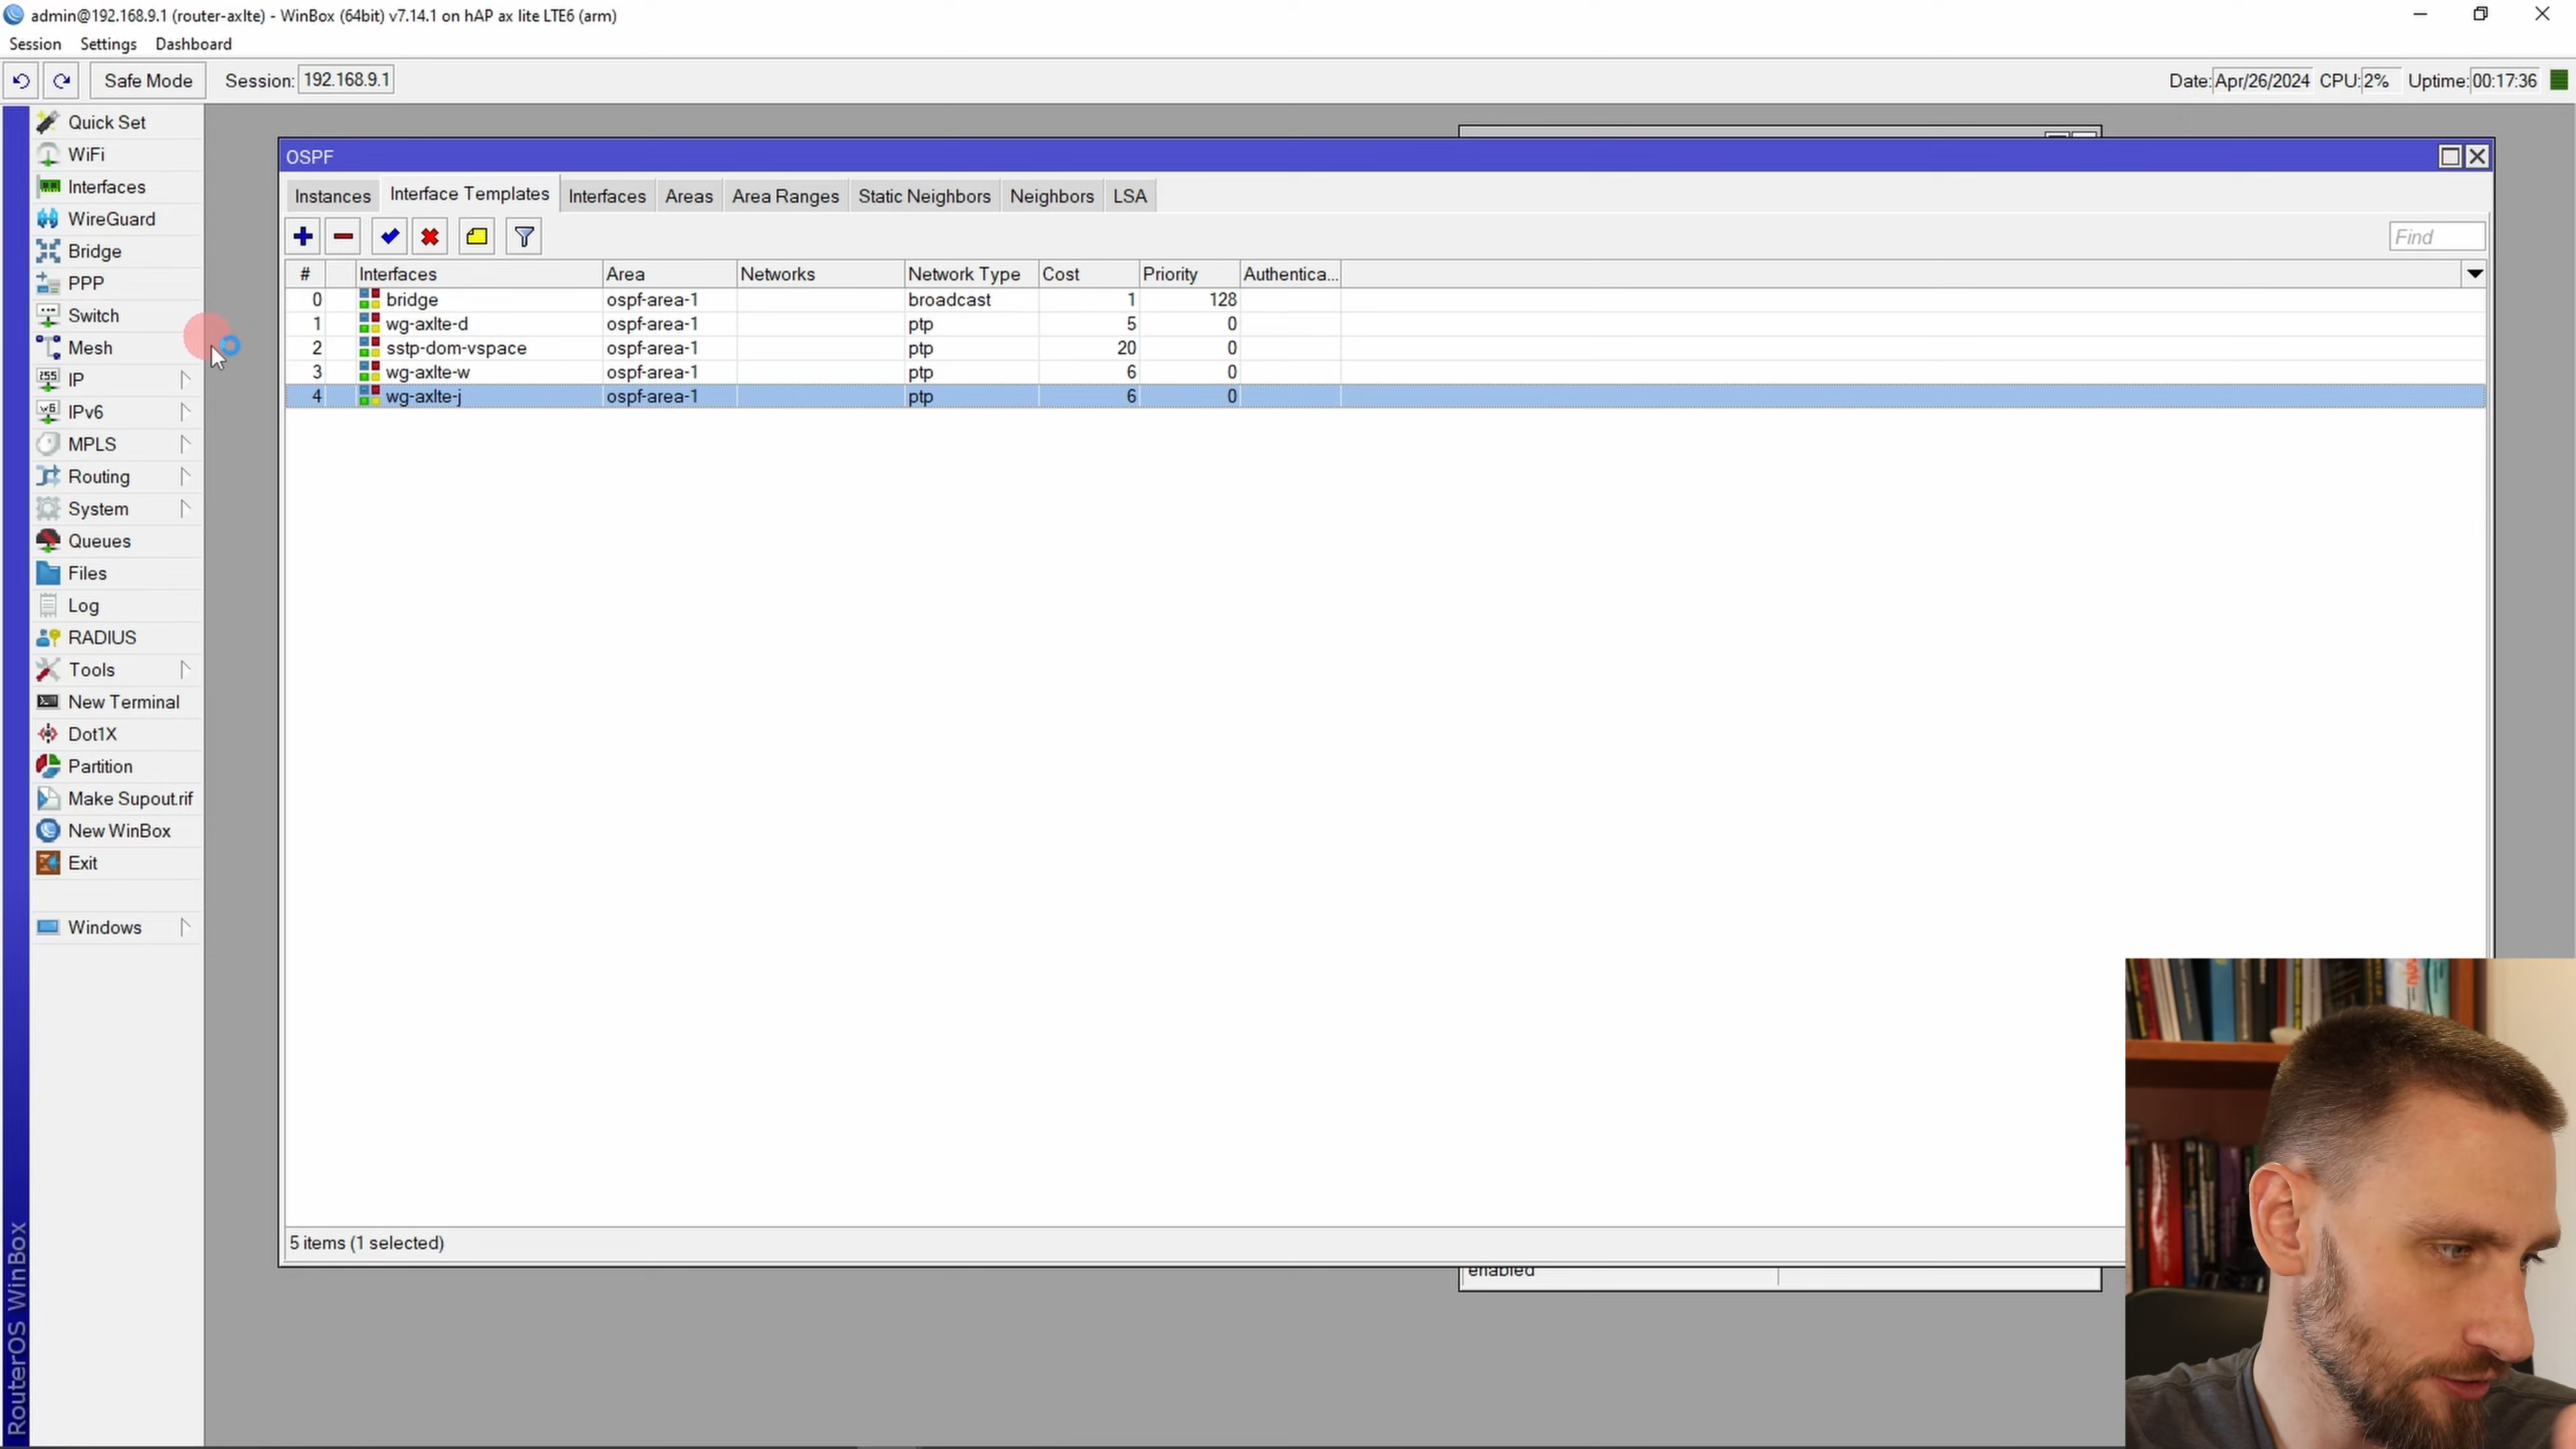 admin@192.168.9.1 (router-axlte) - WinBox (64bit) v7.14.1 on hAP ax lite LTE6 (arm)
Session Settings Dashboard
Safe Mode Session: 192.168.9.1 Date: Apr/26/2024 CPU: 2% Uptime: 00:17:36
Quick Set
WiFi
Interfaces
WireGuard
Bridge
PPP
Switch
Mesh
IP
IPv6
MPLS
Routing
System
Queues
Files
Log
RADIUS
Tools
New Terminal
Dot1X
Partition
Make Supout.rif
New WinBox
Exit
Windows
RouterOS WinBox
OSPF
Instances Interface Templates Interfaces Areas Area Ranges Static Neighbors Neighbors LSA
Find
# Interfaces Area Networks Network Type Cost Priority Authentica...
0 bridge ospf-area-1 broadcast 1 128
1 wg-axlte-d ospf-area-1 ptp 5 0
2 sstp-dom-vspace ospf-area-1 ptp 20 0
3 wg-axlte-w ospf-area-1 ptp 6 0
4 wg-axlte-j ospf-area-1 ptp 6 0
5 items (1 selected)
enabled